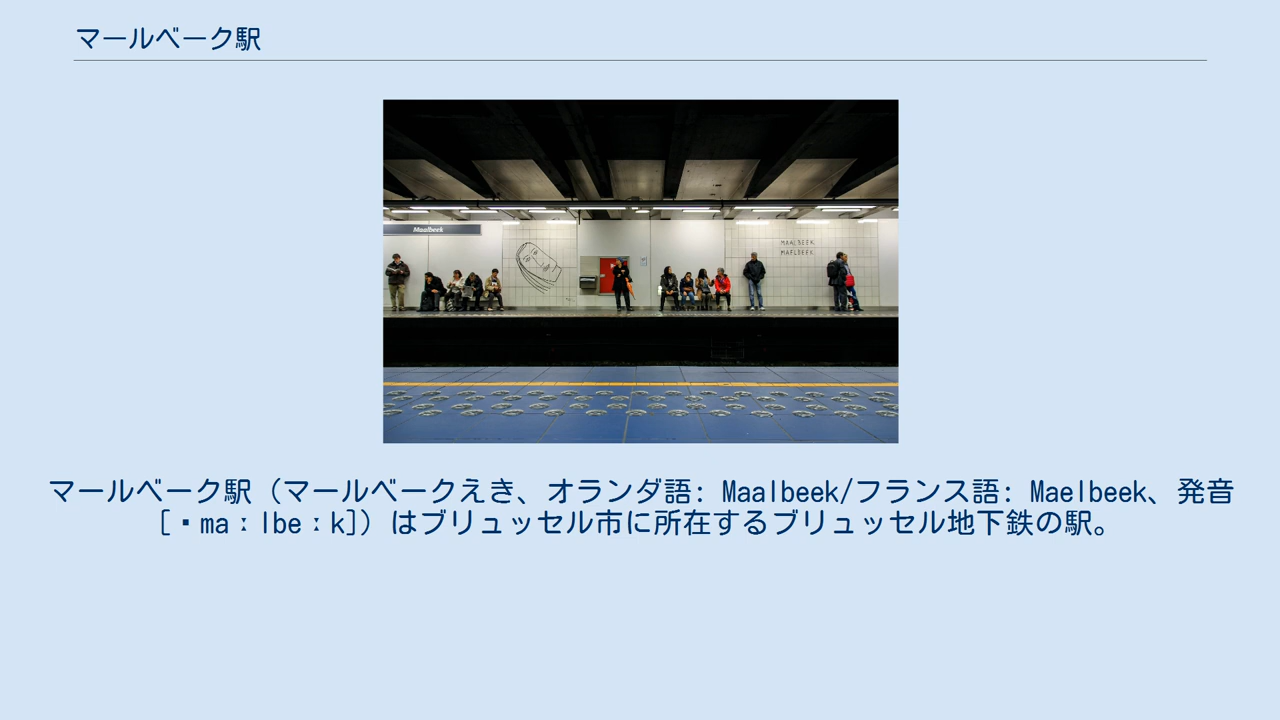 マールベーク駅
Maalbeek
MAALBEEK
MAELBEEK
マールベーク駅（マールベークえき、オランダ語: Maalbeek/フランス語: Maelbeek、発音
[▪maːlbeːk]）はブリュッセル市に所在するブリュッセル地下鉄の駅。